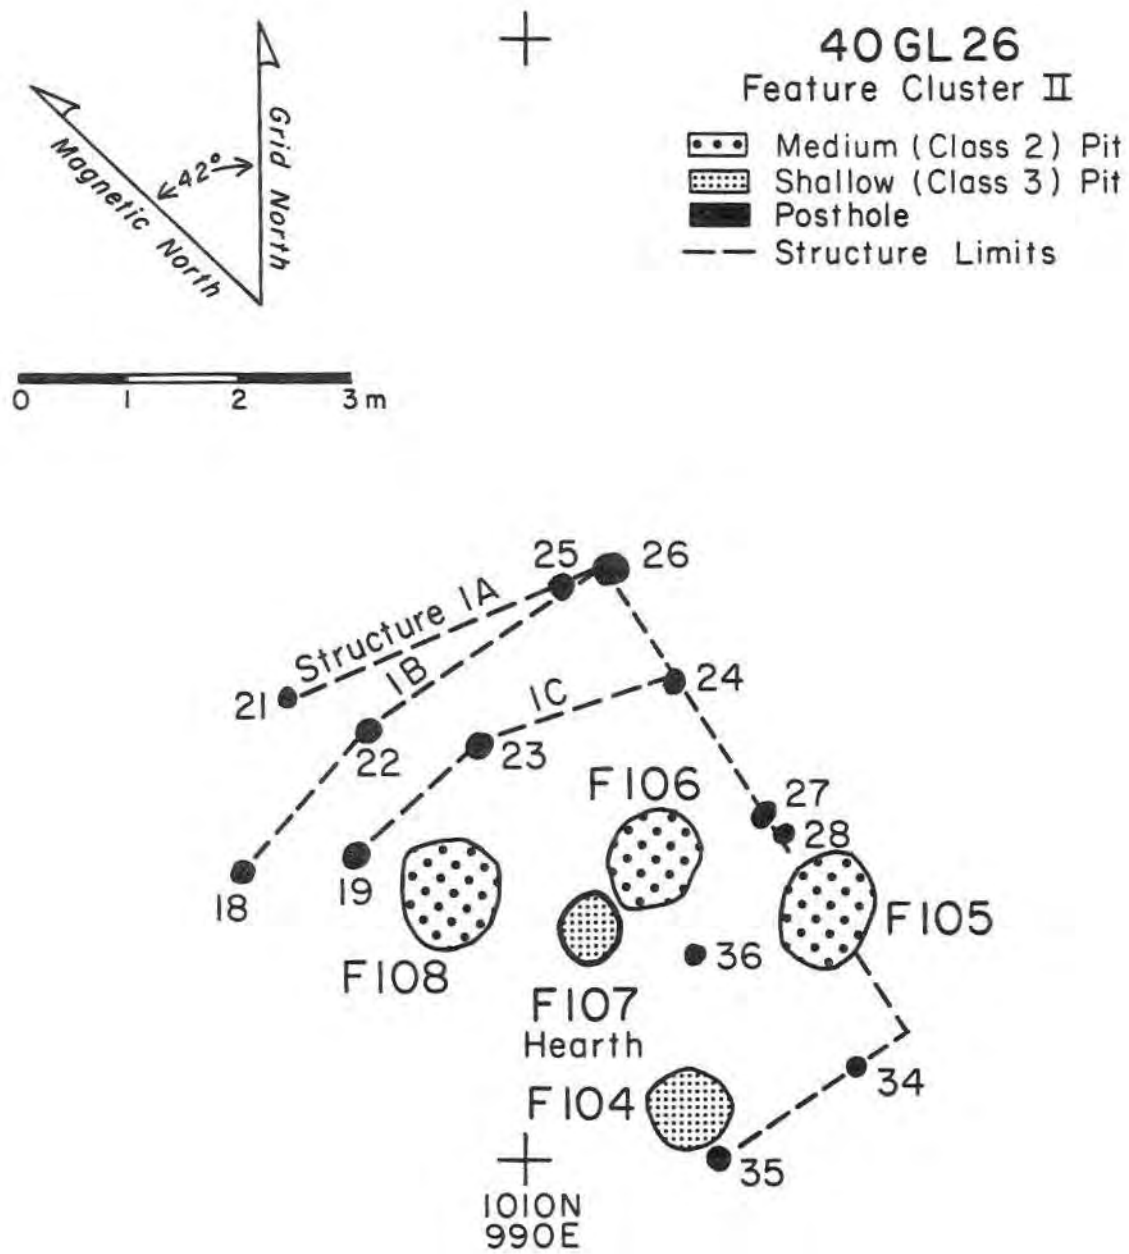 40GL26
Feature Cluster II
Medium (Class 2) Pit
Shallow (Class 3) Pit
Posthole
Structure Limits
Grid North
42°
Magnetic North
0 1 2 3 m
25 26
Structure 1A
1B
21
24
1C
22
23
F106
27
28
19
18
F105
F108
36
F107
Hearth
34
F104
35
1010N
990E